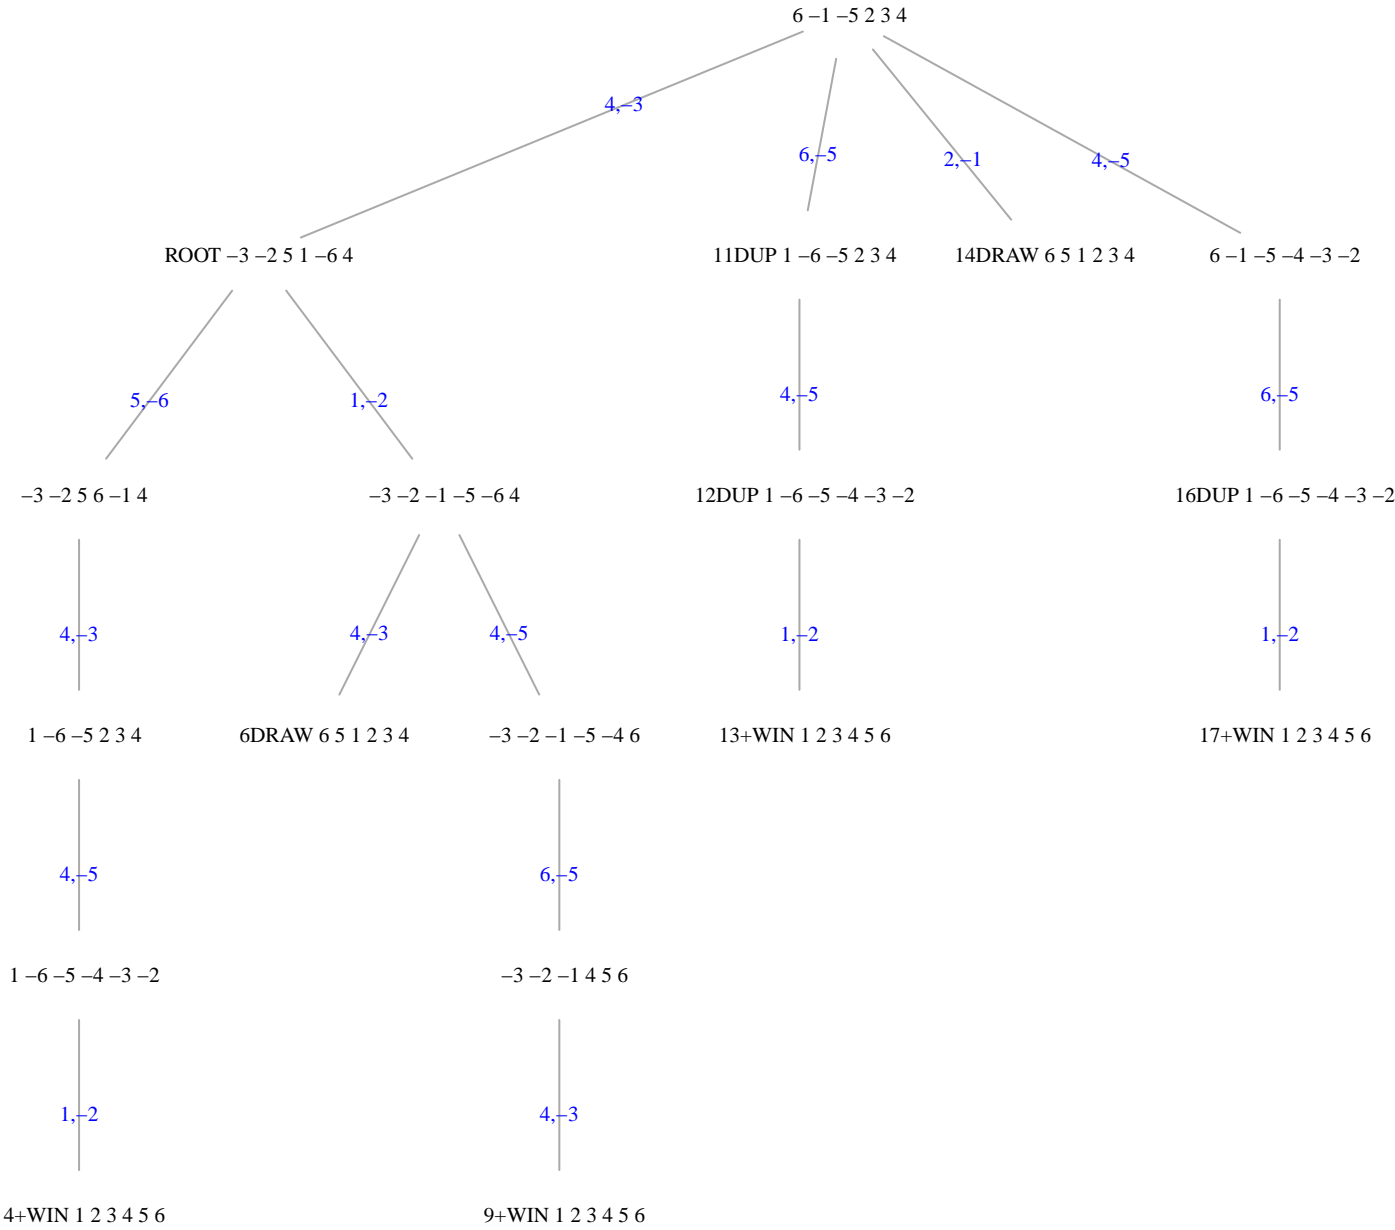 6 −1 −5 2 3 4
4,−3
6,−5
2,−1
4,−5
ROOT −3 −2 5 1 −6 4
11DUP 1 −6 −5 2 3 4
14DRAW 6 5 1 2 3 4
6 −1 −5 −4 −3 −2
5,−6
1,−2
4,−5
6,−5
−3 −2 5 6 −1 4
−3 −2 −1 −5 −6 4
12DUP 1 −6 −5 −4 −3 −2
16DUP 1 −6 −5 −4 −3 −2
4,−3
4,−3
4,−5
1,−2
1,−2
1 −6 −5 2 3 4
6DRAW 6 5 1 2 3 4
−3 −2 −1 −5 −4 6
13+WIN 1 2 3 4 5 6
17+WIN 1 2 3 4 5 6
4,−5
6,−5
1 −6 −5 −4 −3 −2
−3 −2 −1 4 5 6
1,−2
4,−3
4+WIN 1 2 3 4 5 6
9+WIN 1 2 3 4 5 6